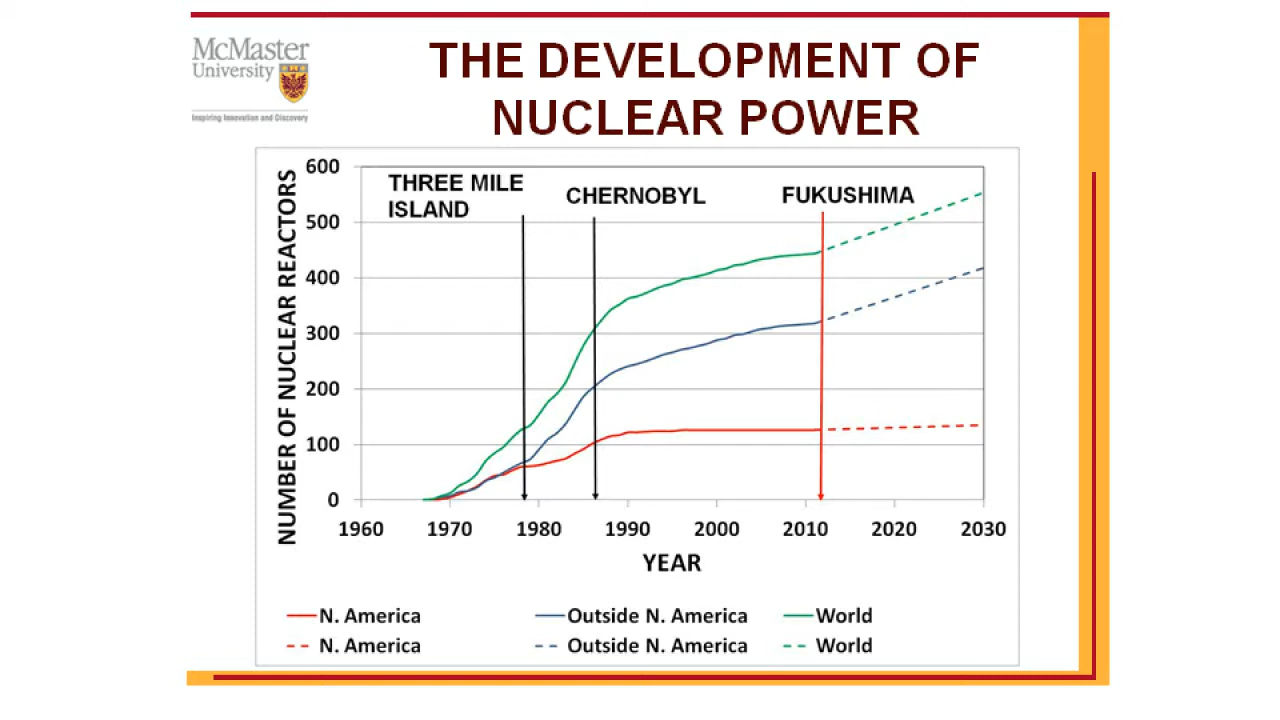 McMaster
University
Inspiring Innovation and Discovery
THE DEVELOPMENT OF
NUCLEAR POWER
NUMBER OF NUCLEAR REACTORS
600
500
400
300
200
100
0
THREE MILE
ISLAND
CHERNOBYL
FUKUSHIMA
1960 1970 1980 1990 2000 2010 2020 2030
YEAR
N. America Outside N. America World
N. America Outside N. America World